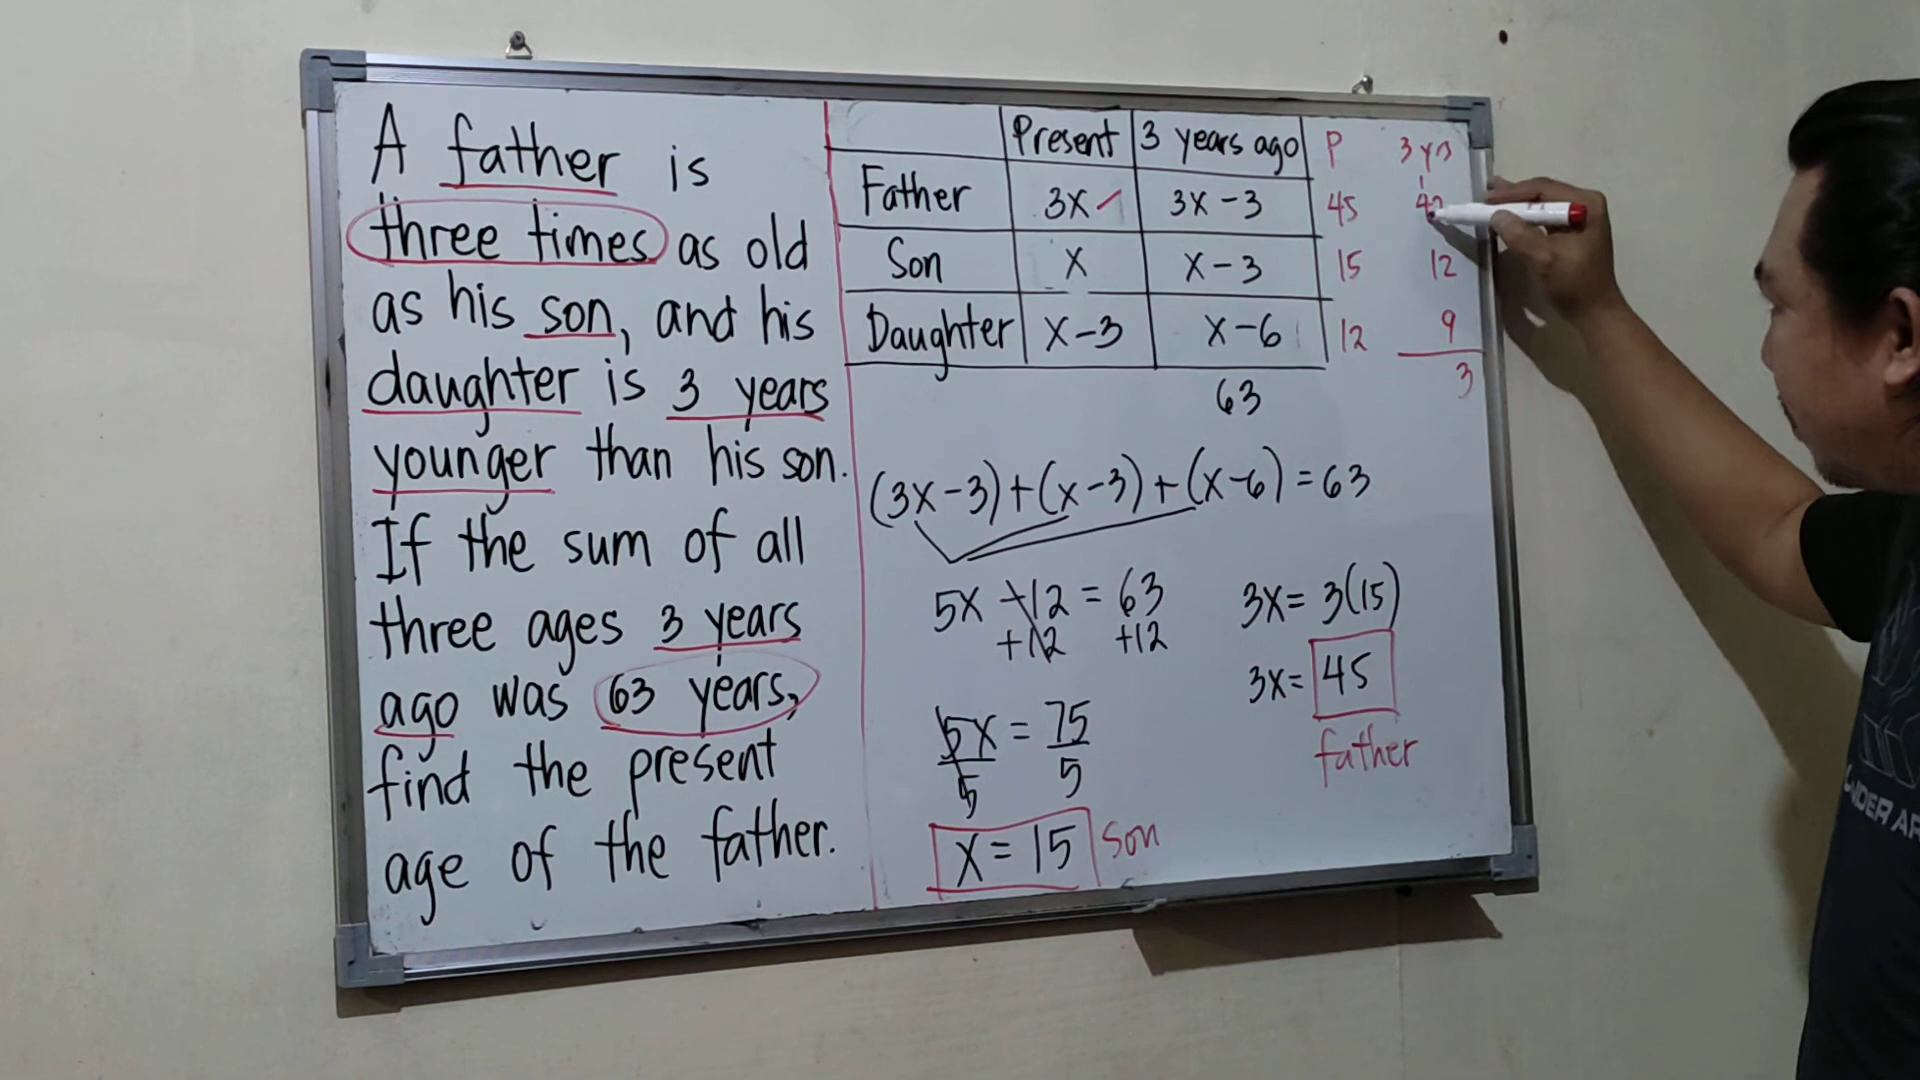 A father is
three times as old
as his son, and his
daughter is 3 years
younger than his son.
If the sum of all
three ages 3 years
ago was 63 years,
find the present
age of the father.
Present 3 years ago P 3 yrs
Father 3x 3x-3 45 42
Son x x-3 15 12
Daughter x-3 x-6 12 9
63 3
(3x-3)+(x-3)+(x-6)=63
5x -12 = 63 3x = 3(15)
+12 +12
3x = 45
5x/5 = 75/5 father
x = 15 son